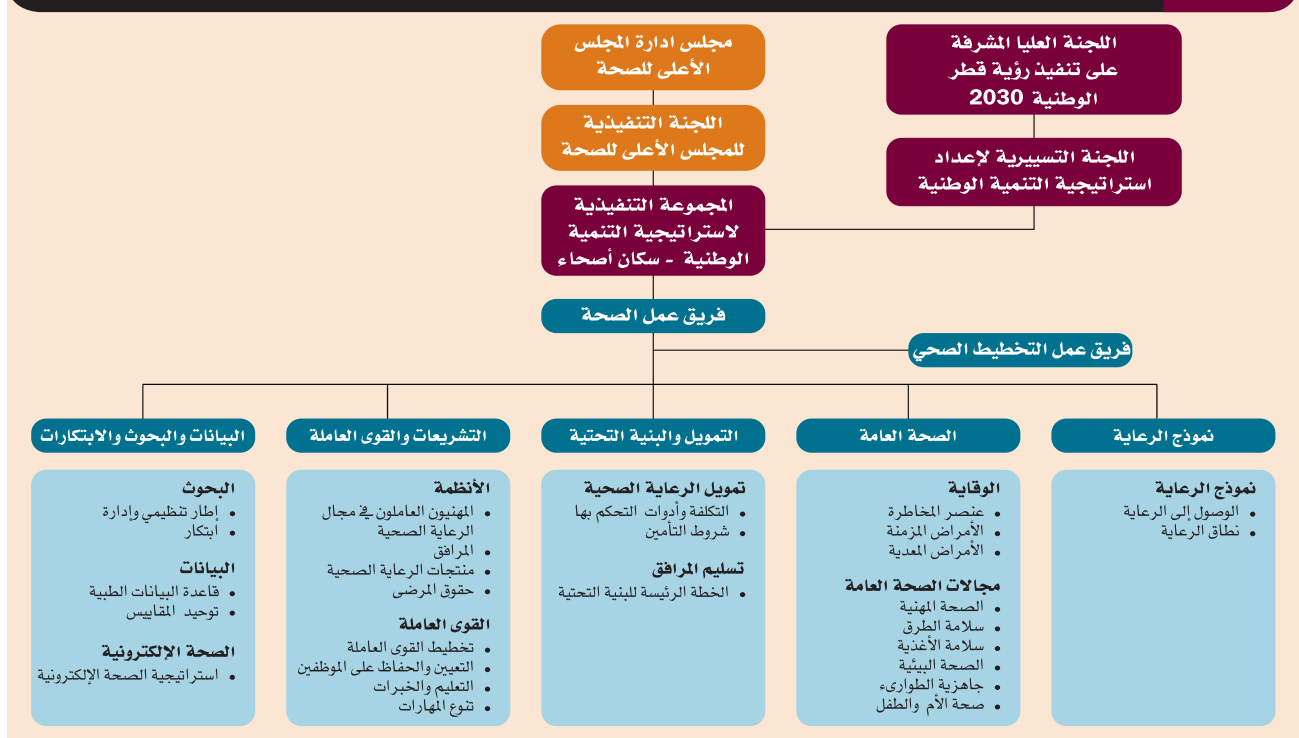 اللجنة العليا المشرفة
على تنفيذ رؤية قطر
الوطنية 2030
اللجنة التسييرية لإعداد
استراتيجية التنمية الوطنية
مجلس ادارة المجلس
الأعلى للصحة
اللجنة التنفيذية
للمجلس الأعلى للصحة
المجموعة التنفيذية
لاستراتيجية التنمية
الوطنية - سكان أصحاء
فريق عمل الصحة
فريق عمل التخطيط الصحي
نموذج الرعاية
نموذج الرعاية
• الوصول إلى الرعاية
• نطاق الرعاية
الصحة العامة
الوقاية
• عنصر المخاطرة
• الأمراض المزمنة
• الأمراض المعدية
مجالات الصحة العامة
• الصحة المهنية
• سلامة الطرق
• سلامة الأغذية
• الصحة البيئية
• جاهزية الطوارىء
• صحة الأم والطفل
التمويل والبنية التحتية
تمويل الرعاية الصحية
• التكلفة وأدوات التحكم بها
• شروط التأمين
تسليم المرافق
• الخطة الرئيسة للبنية التحتية
التشريعات والقوى العاملة
الأنظمة
• المهنيون العاملون في مجال
الرعاية الصحية
• المرافق
• منتجات الرعاية الصحية
• حقوق المرضى
القوى العاملة
• تخطيط القوى العاملة
• التعيين والحفاظ على الموظفين
• التعليم والخبرات
• تنوع المهارات
البيانات والبحوث والابتكارات
البحوث
• إطار تنظيمي وإدارة
• ابتكار
البيانات
• قاعدة البيانات الطبية
• توحيد المقاييس
الصحة الإلكترونية
• استراتيجية الصحة الإلكترونية